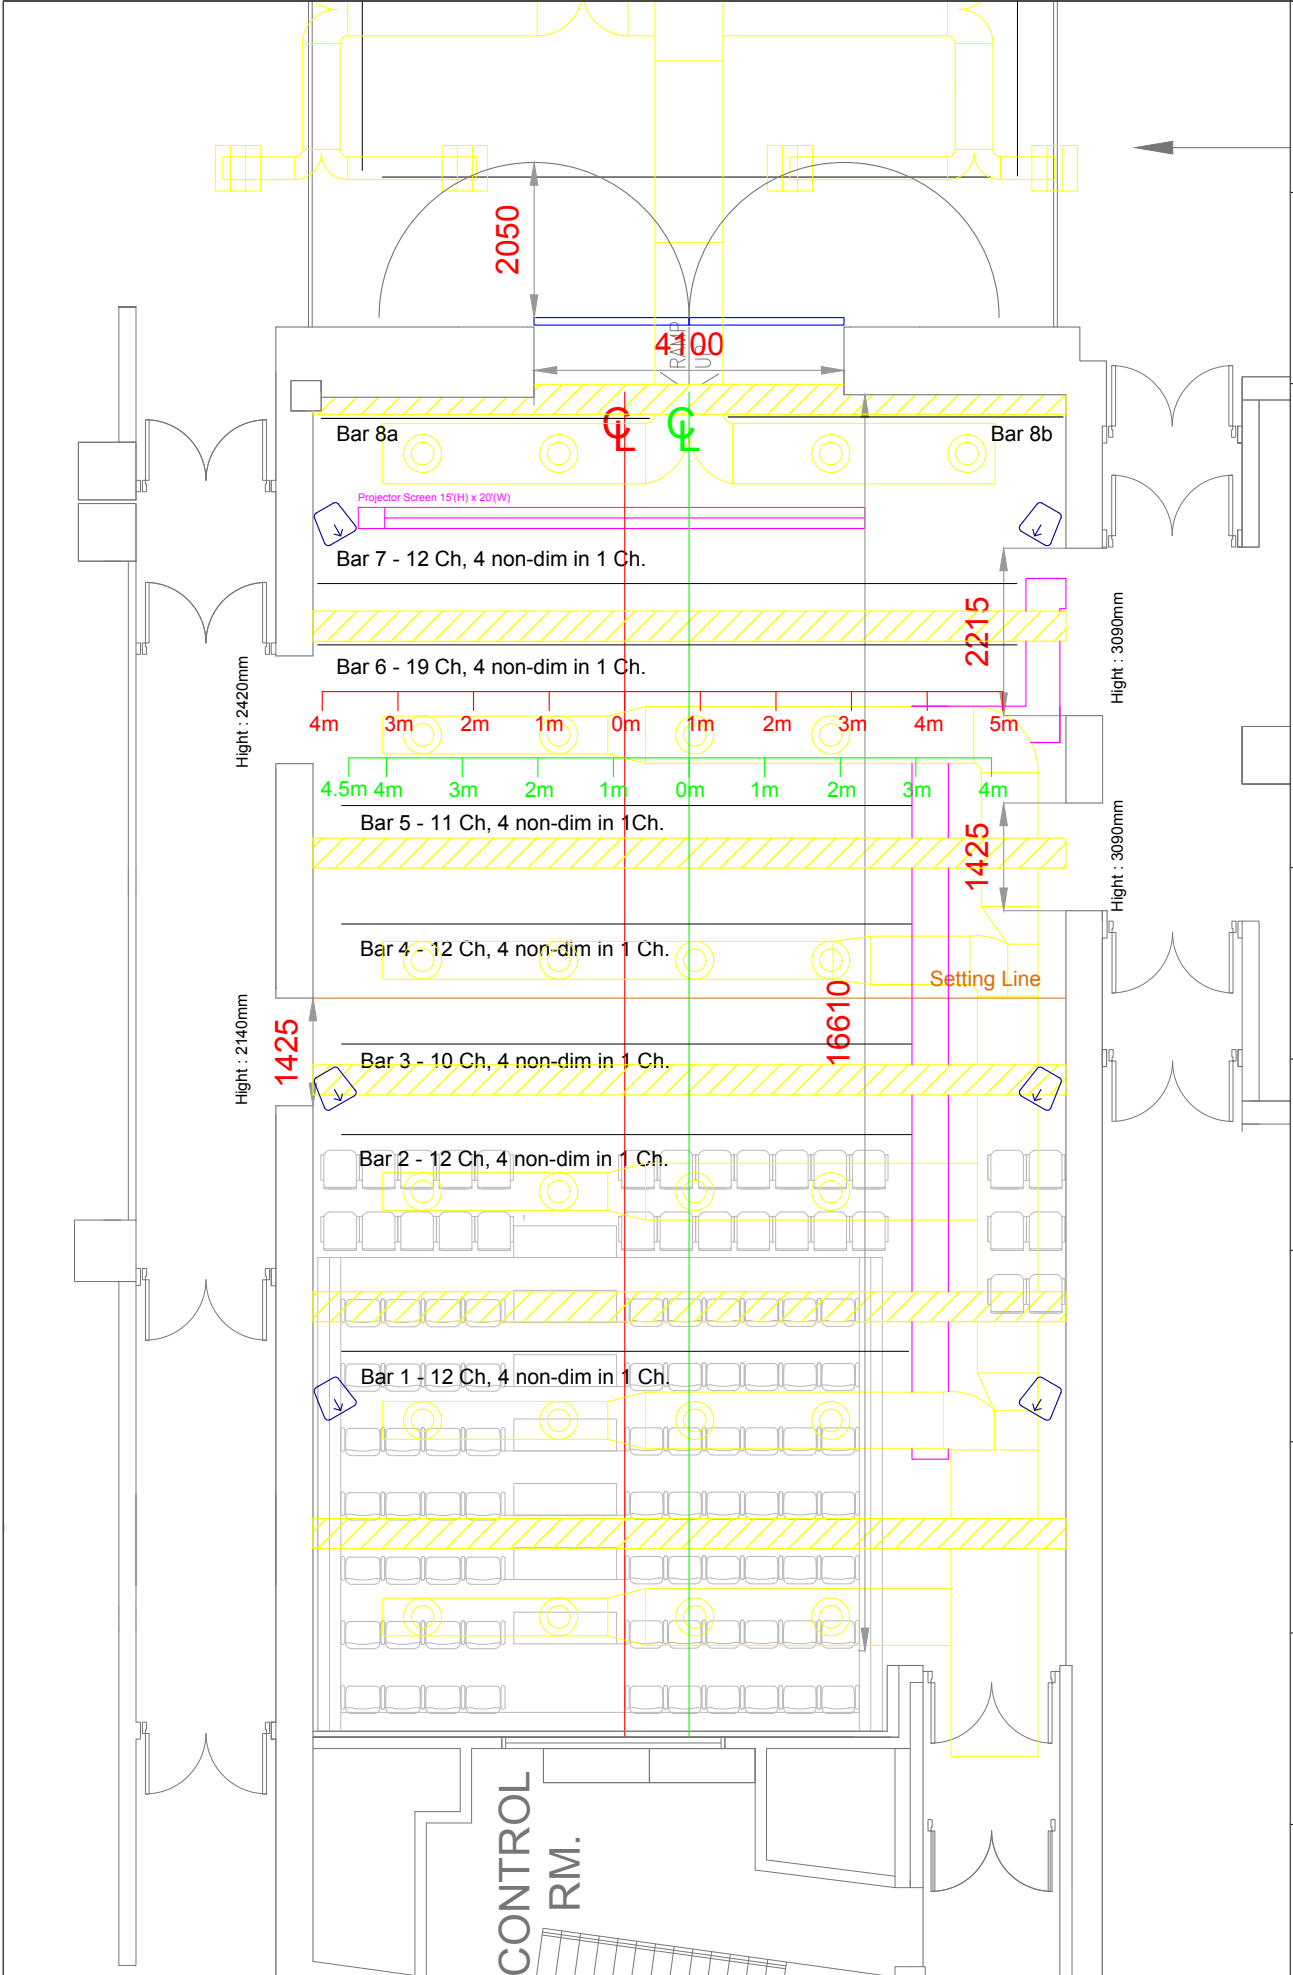 2050
RAMP
UP
4100
℄
℄
Bar 8a
Bar 8b
Projector Screen 15'(H) x 20'(W)
Bar 7 - 12 Ch, 4 non-dim in 1 Ch.
2215
Hight : 3090mm
Bar 6 - 19 Ch, 4 non-dim in 1 Ch.
Hight : 2420mm
4m 3m 2m 1m 0m 1m 2m 3m 4m 5m
4.5m 4m 3m 2m 1m 0m 1m 2m 3m 4m
Bar 5 - 11 Ch, 4 non-dim in 1Ch.
1425
Hight : 3090mm
Bar 4 - 12 Ch, 4 non-dim in 1 Ch.
Setting Line
16610
Hight : 2140mm
1425
Bar 3 - 10 Ch, 4 non-dim in 1 Ch.
Bar 2 - 12 Ch, 4 non-dim in 1 Ch.
Bar 1 - 12 Ch, 4 non-dim in 1 Ch.
CONTROL
RM.